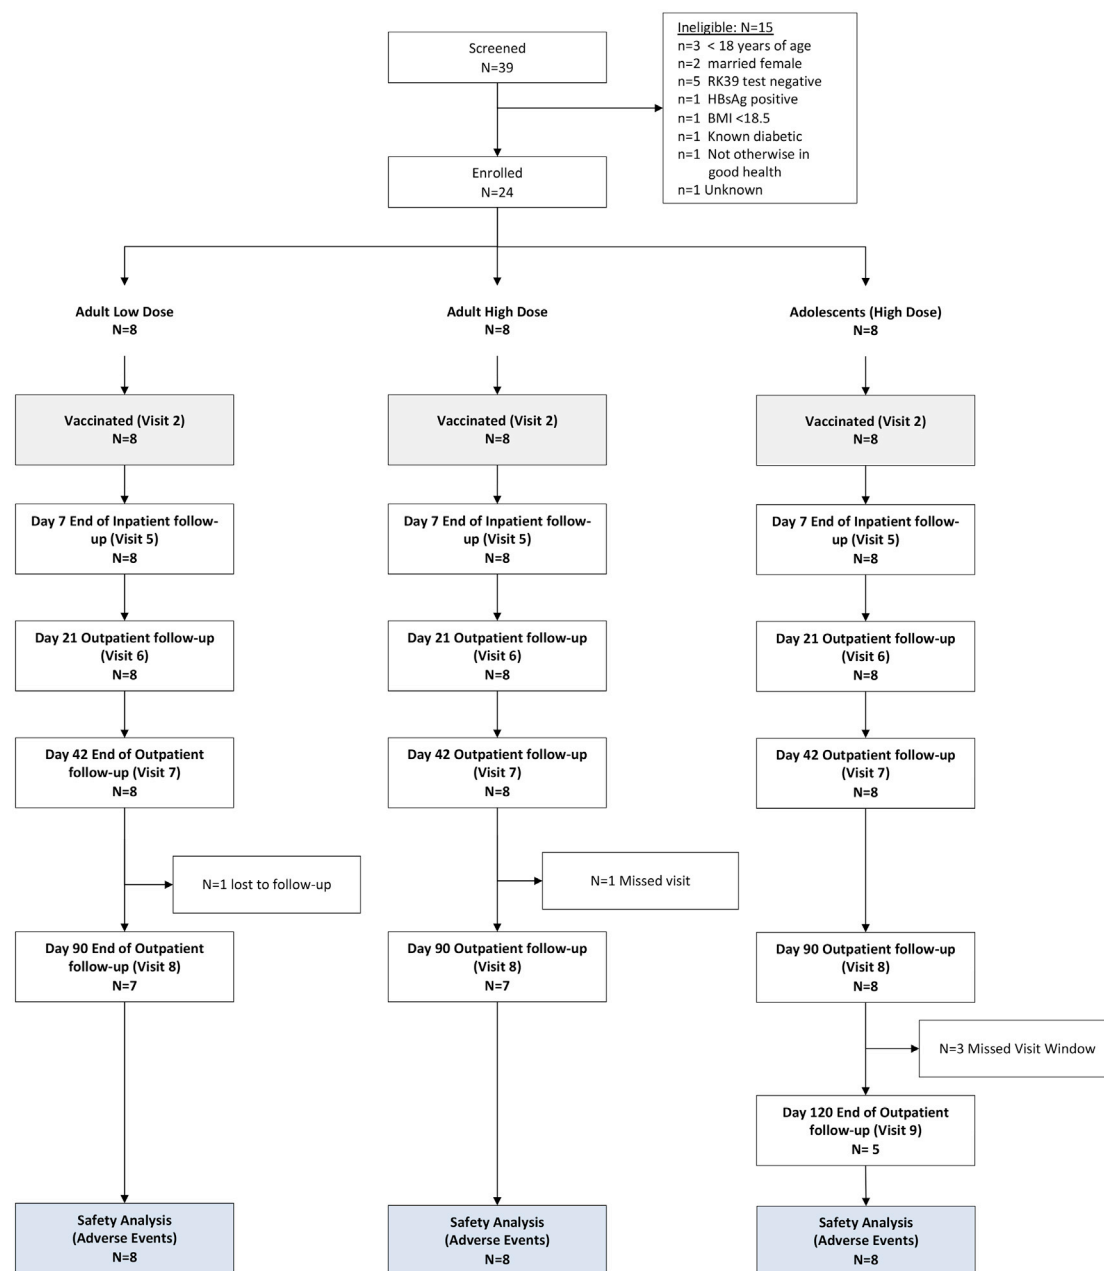 Screened
N=39
Ineligible: N=15
n=3 < 18 years of age
n=2 married female
n=5 RK39 test negative
n=1 HBsAg positive
n=1 BMI <18.5
n=1 Known diabetic
n=1 Not otherwise in
good health
n=1 Unknown
Enrolled
N=24
Adult Low Dose
N=8
Adult High Dose
N=8
Adolescents (High Dose)
N=8
Vaccinated (Visit 2)
N=8
Vaccinated (Visit 2)
N=8
Vaccinated (Visit 2)
N=8
Day 7 End of Inpatient follow-
up (Visit 5)
N=8
Day 7 End of Inpatient follow-
up (Visit 5)
N=8
Day 7 End of Inpatient follow-
up (Visit 5)
N=8
Day 21 Outpatient follow-up
(Visit 6)
N=8
Day 21 Outpatient follow-up
(Visit 6)
N=8
Day 21 Outpatient follow-up
(Visit 6)
N=8
Day 42 End of Outpatient
follow-up (Visit 7)
N=8
Day 42 Outpatient follow-up
(Visit 7)
N=8
Day 42 Outpatient follow-up
(Visit 7)
N=8
N=1 lost to follow-up
N=1 Missed visit
Day 90 End of Outpatient
follow-up (Visit 8)
N=7
Day 90 Outpatient follow-up
(Visit 8)
N=7
Day 90 Outpatient follow-up
(Visit 8)
N=8
N=3 Missed Visit Window
Day 120 End of Outpatient
follow-up (Visit 9)
N= 5
Safety Analysis
(Adverse Events)
N=8
Safety Analysis
(Adverse Events)
N=8
Safety Analysis
(Adverse Events)
N=8